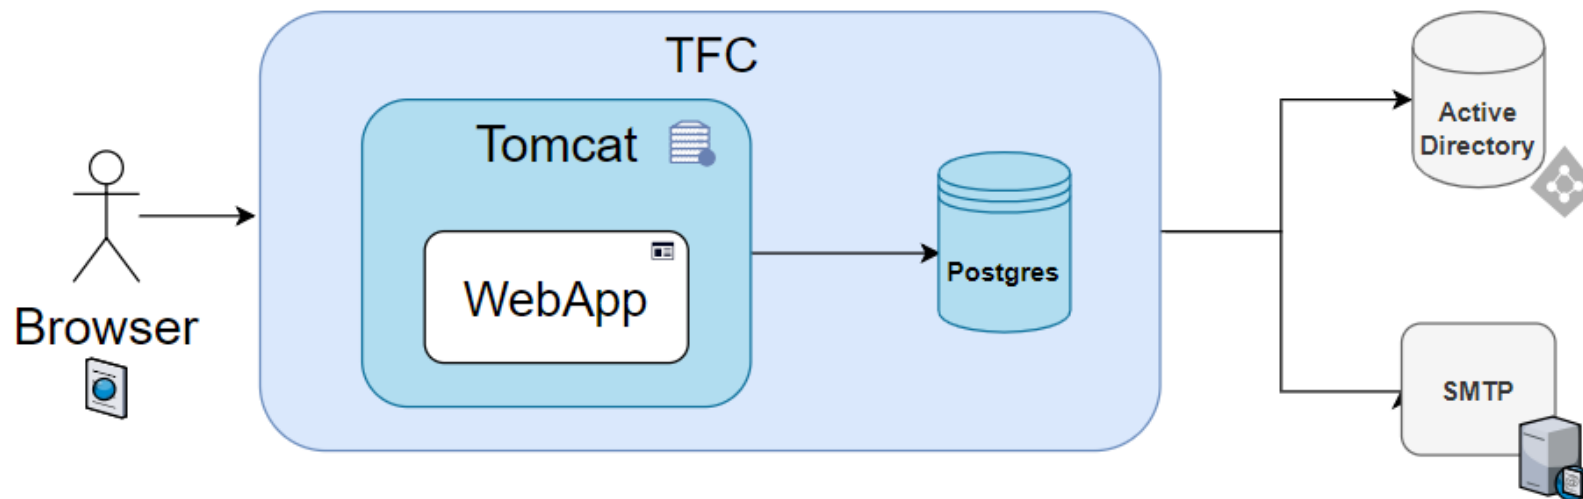 TFC
Tomcat
WebApp
Browser
Postgres
Active
Directory
SMTP